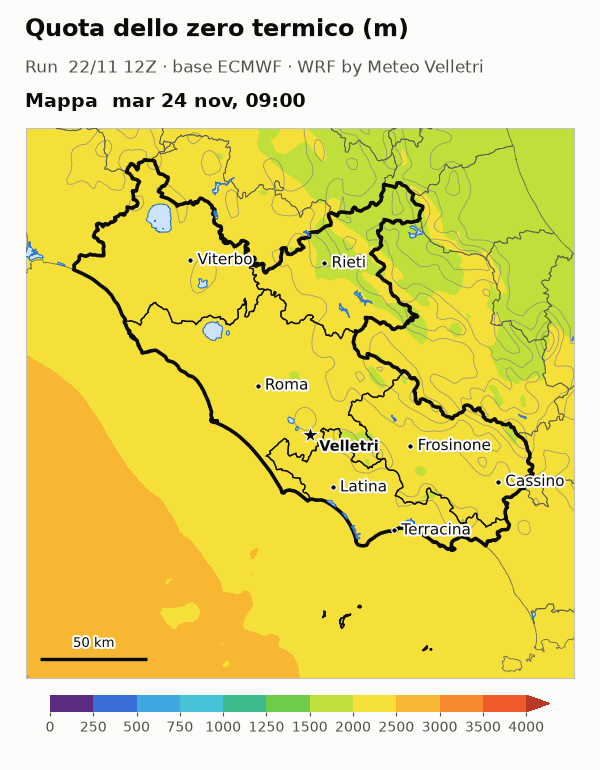 Quota dello zero termico (m)
Run  22/11 12Z · base ECMWF · WRF by Meteo Velletri
Mappa  mar 24 nov, 09:00
Viterbo
Rieti
Roma
Velletri
Frosinone
Cassino
Latina
Terracina
50 km
0 250 500 750 1000 1250 1500 2000 2500 3000 3500 4000